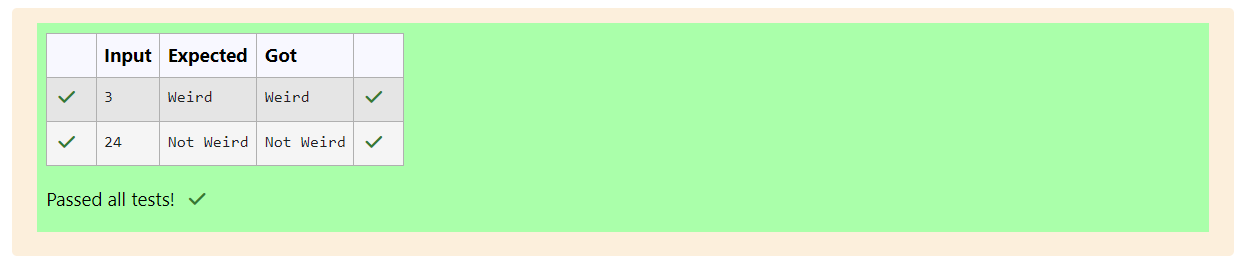 Input Expected Got
3 Weird Weird
24 Not Weird Not Weird
Passed all tests!